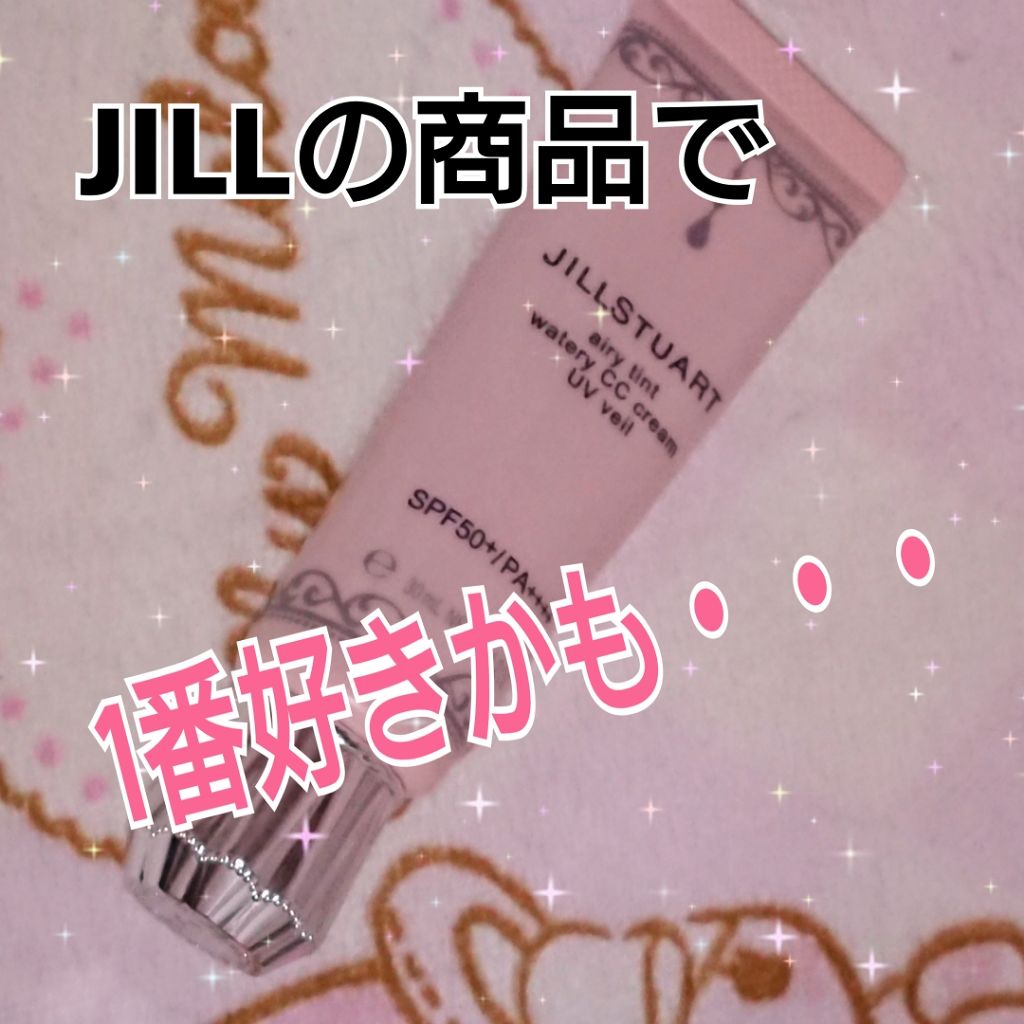 JILLの商品で
JILLSTUART
airy tint
watery CC cream
UV veil
SPF50+/PA++++
1番好きかも・・・